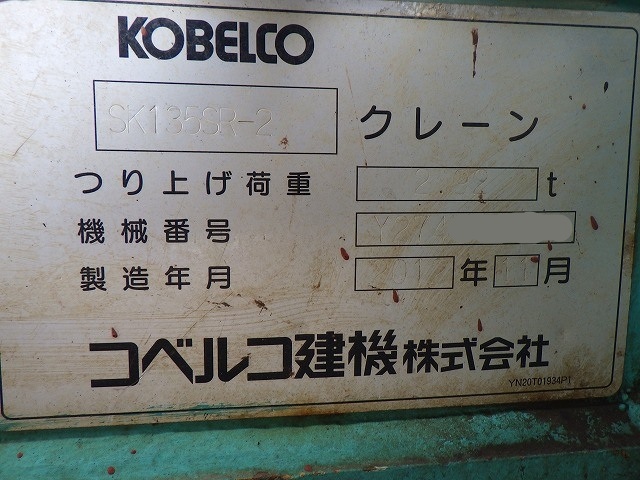 KOBELCO
SK135SR-2 クレーン
つり上げ荷重 t
機械番号 Y
製造年月 年 11 月
コベルコ建機株式会社
YN20T01934P1